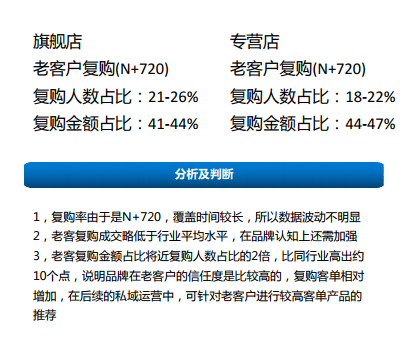 旗舰店
老客户复购(N+720)
复购人数占比：21-26%
复购金额占比：41-44%
专营店
老客户复购(N+720)
复购人数占比：18-22%
复购金额占比：44-47%
分析及判断
1，复购率由于是N+720，覆盖时间较长，所以数据波动不明显
2，老客复购成交略低于行业平均水平，在品牌认知上还需加强
3，老客复购金额占比将近复购人数占比的2倍，比同行业高出约
10个点，说明品牌在老客户的信任度是比较高的，复购客单相对
增加，在后续的私域运营中，可针对老客户进行较高客单产品的
推荐